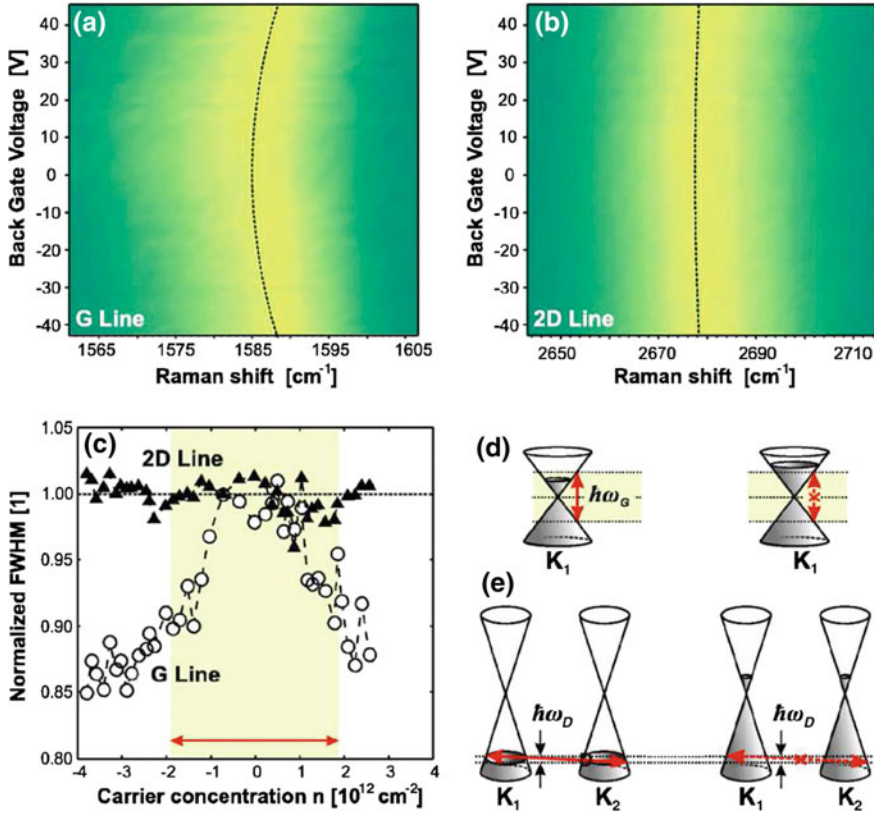 (a)
Back Gate Voltage [V]
40
30
20
10
0
-10
-20
-30
-40
G Line
1565 1575 1585 1595 1605
Raman shift [cm-1]
(b)
Back Gate Voltage [V]
40
30
20
10
0
-10
-20
-30
-40
2D Line
2650 2670 2690 2710
Raman shift [cm-1]
(c)
Normalized FWHM [1]
1.05
1.00
0.95
0.90
0.85
0.80
2D Line
G Line
-4 -3 -2 -1 0 1 2 3 4
Carrier concentration n [10¹² cm-2]
(d)
ħωG
K1 K1
(e)
ħωD ħωD
K1 K2 K1 K2